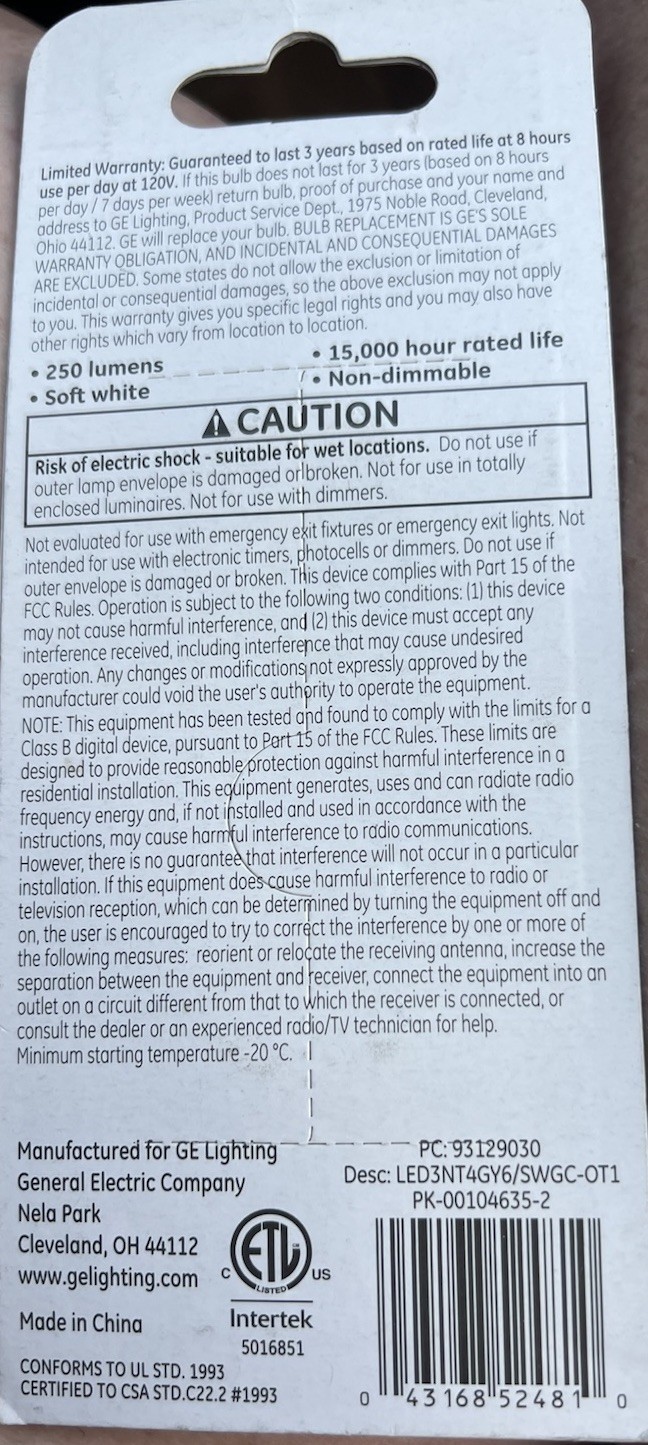 Limited Warranty: Guaranteed to last 3 years based on rated life at 8 hours
use per day at 120V. If this bulb does not last for 3 years (based on 8 hours
per day / 7 days per week) return bulb, proof of purchase and your name and
address to GE Lighting, Product Service Dept., 1975 Noble Road, Cleveland,
Ohio 44112. GE will replace your bulb. BULB REPLACEMENT IS GE'S SOLE
WARRANTY OBLIGATION, AND INCIDENTAL AND CONSEQUENTIAL DAMAGES
ARE EXCLUDED. Some states do not allow the exclusion or limitation of
incidental or consequential damages, so the above exclusion may not apply
to you. This warranty gives you specific legal rights and you may also have
other rights which vary from location to location.
• 250 lumens
• Soft white
• 15,000 hour rated life
• Non-dimmable
⚠ CAUTION
Risk of electric shock - suitable for wet locations. Do not use if
outer lamp envelope is damaged or broken. Not for use in totally
enclosed luminaires. Not for use with dimmers.
Not evaluated for use with emergency exit fixtures or emergency exit lights. Not
intended for use with electronic timers, photocells or dimmers. Do not use if
outer envelope is damaged or broken. This device complies with Part 15 of the
FCC Rules. Operation is subject to the following two conditions: (1) this device
may not cause harmful interference, and (2) this device must accept any
interference received, including interference that may cause undesired
operation. Any changes or modifications not expressly approved by the
manufacturer could void the user's authority to operate the equipment.
NOTE: This equipment has been tested and found to comply with the limits for a
Class B digital device, pursuant to Part 15 of the FCC Rules. These limits are
designed to provide reasonable protection against harmful interference in a
residential installation. This equipment generates, uses and can radiate radio
frequency energy and, if not installed and used in accordance with the
instructions, may cause harmful interference to radio communications.
However, there is no guarantee that interference will not occur in a particular
installation. If this equipment does cause harmful interference to radio or
television reception, which can be determined by turning the equipment off and
on, the user is encouraged to try to correct the interference by one or more of
the following measures: reorient or relocate the receiving antenna, increase the
separation between the equipment and receiver, connect the equipment into an
outlet on a circuit different from that to which the receiver is connected, or
consult the dealer or an experienced radio/TV technician for help.
Minimum starting temperature -20 °C.
Manufactured for GE Lighting
General Electric Company
Nela Park
Cleveland, OH 44112
www.gelighting.com
Made in China
CONFORMS TO UL STD. 1993
CERTIFIED TO CSA STD.C22.2 #1993
C ETL US
LISTED
Intertek
5016851
PC: 93129030
Desc: LED3NT4GY6/SWGC-OT1
PK-00104635-2
0 43168 52481 0